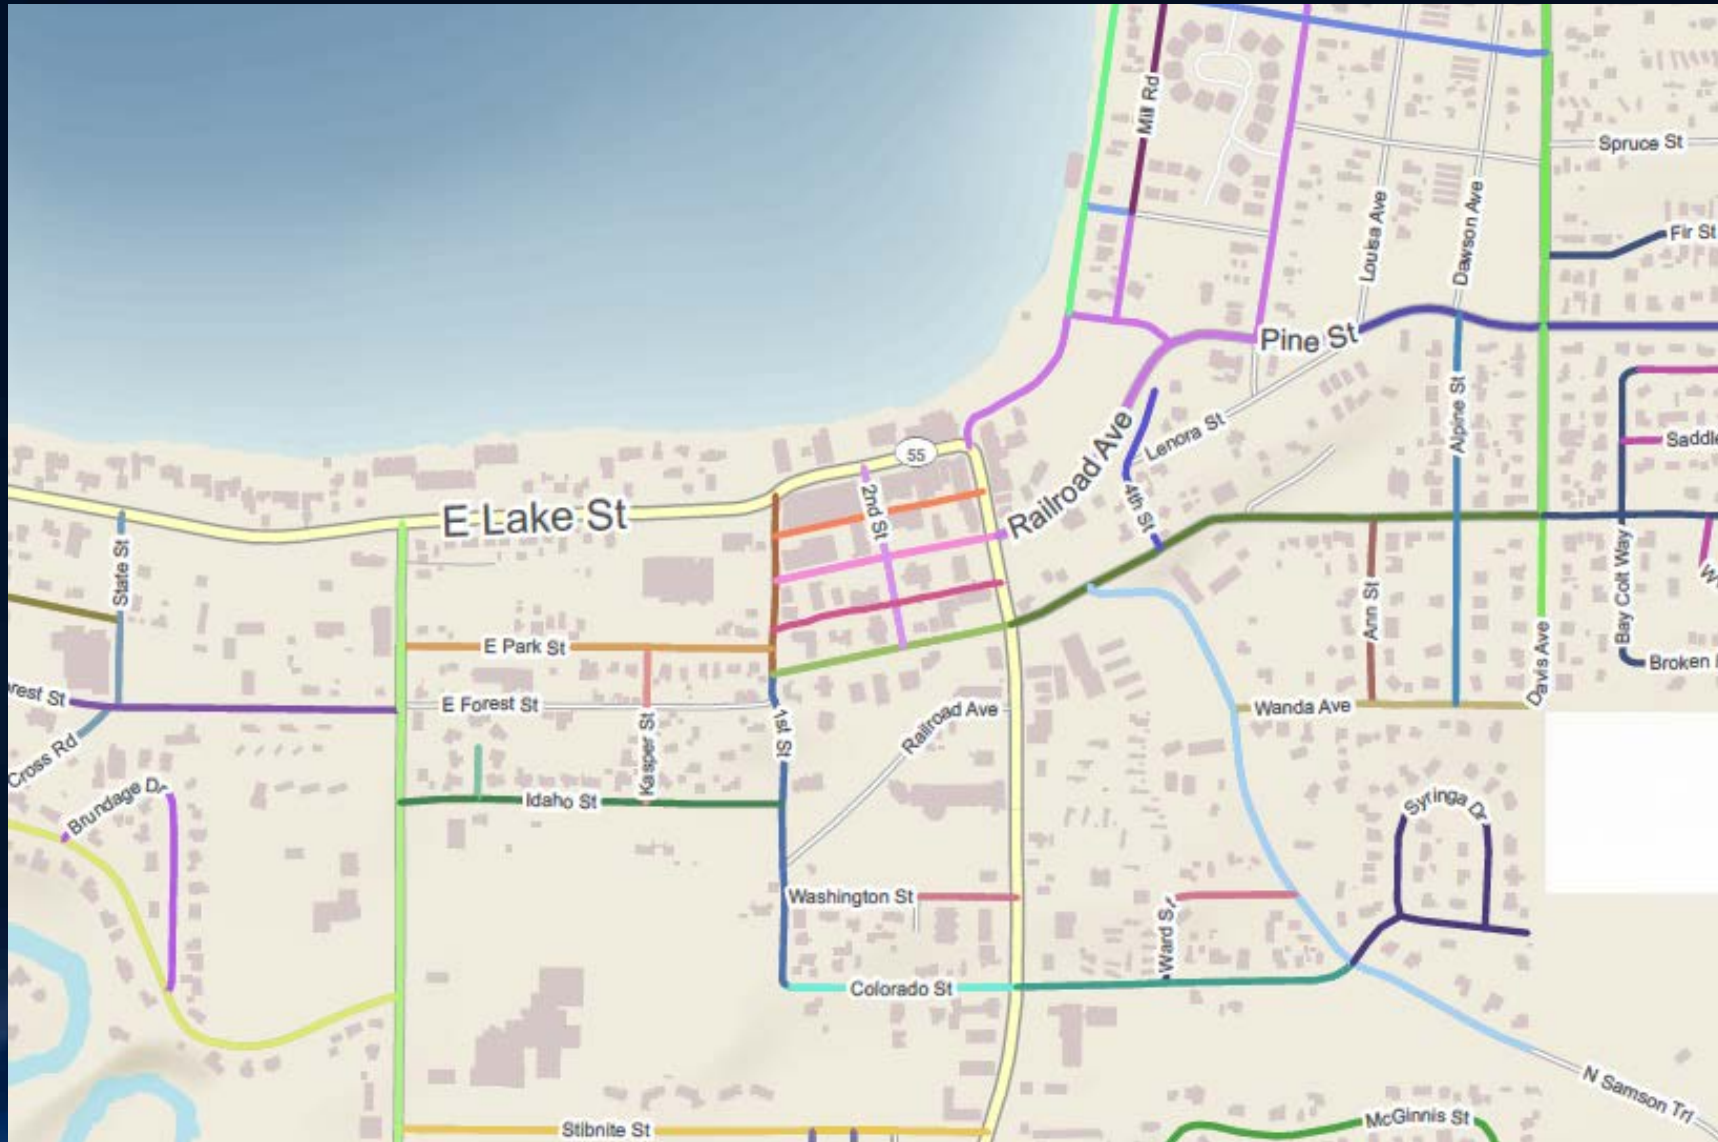 Mill Rd
Spruce St
Fir St
Louisa Ave
Dawson Ave
Pine St
Alpine St
Lenora St
Railroad Ave
4th St
55
2nd St
E Lake St
State St
Saddle
Bay Colt Way
Ann St
Davis Ave
Broken
E Park St
E Forest St
rest St
Kasper St
1st St
Railroad Ave
Wanda Ave
Cross Rd
Brundage Dr
Idaho St
Syringa Dr
Washington St
Ward St
Colorado St
N Samson Trl
McGinnis St
Stibnite St